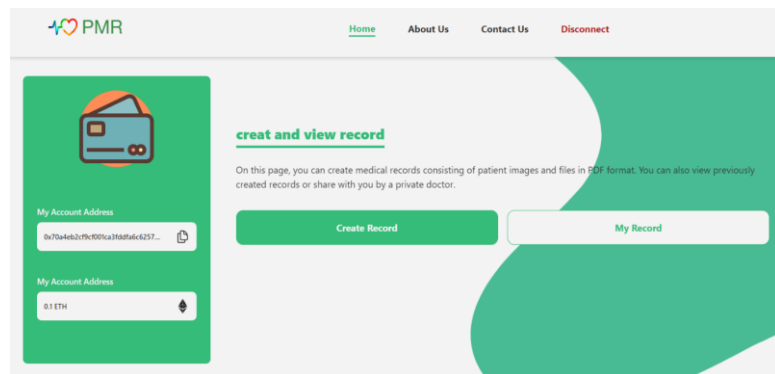 PMR
Home About Us Contact Us Disconnect
creat and view record
On this page, you can create medical records consisting of patient images and files in PDF format. You can also view previously
created records or share with you by a private doctor.
Create Record My Record
My Account Address
0x70a4eb2cf9cf001ca3fddfa6c6257...
My Account Address
0.1 ETH